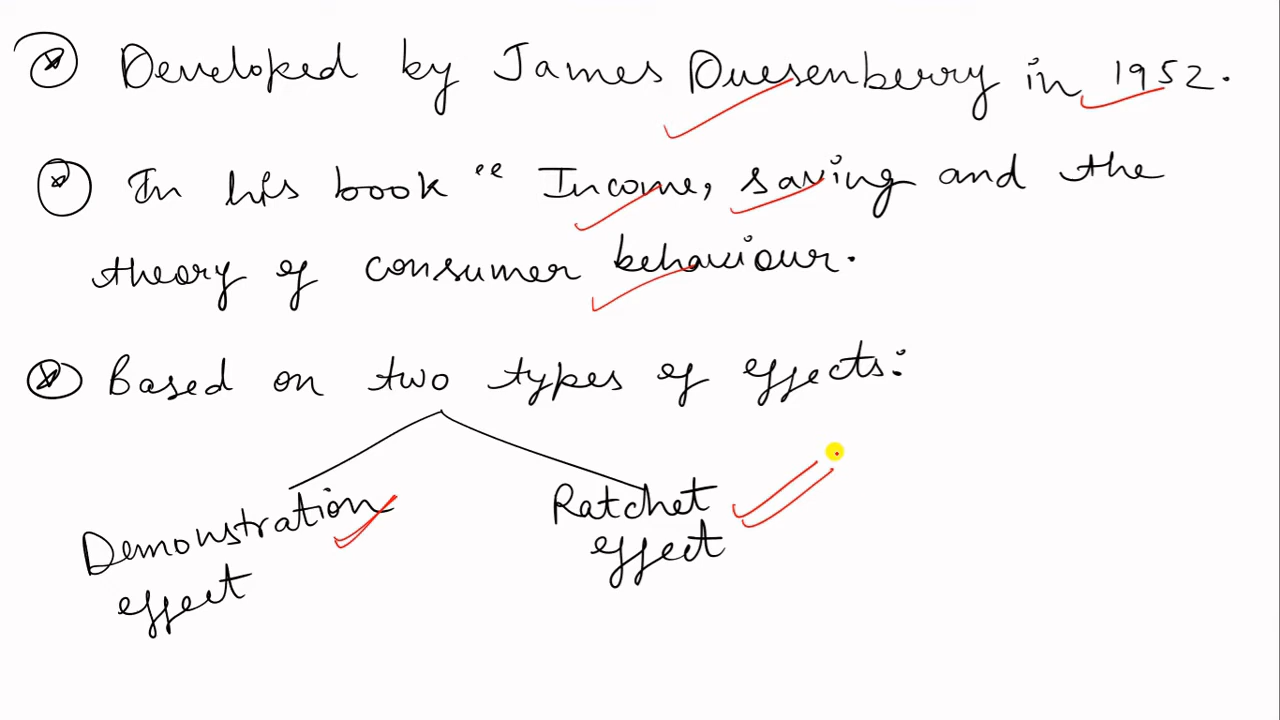 Developed by James Duesenberry in 1952.
In his book “ Income, saving and the
theory of consumer behaviour.
Based on two types of effects:
Demonstration
effect
Ratchet
effect